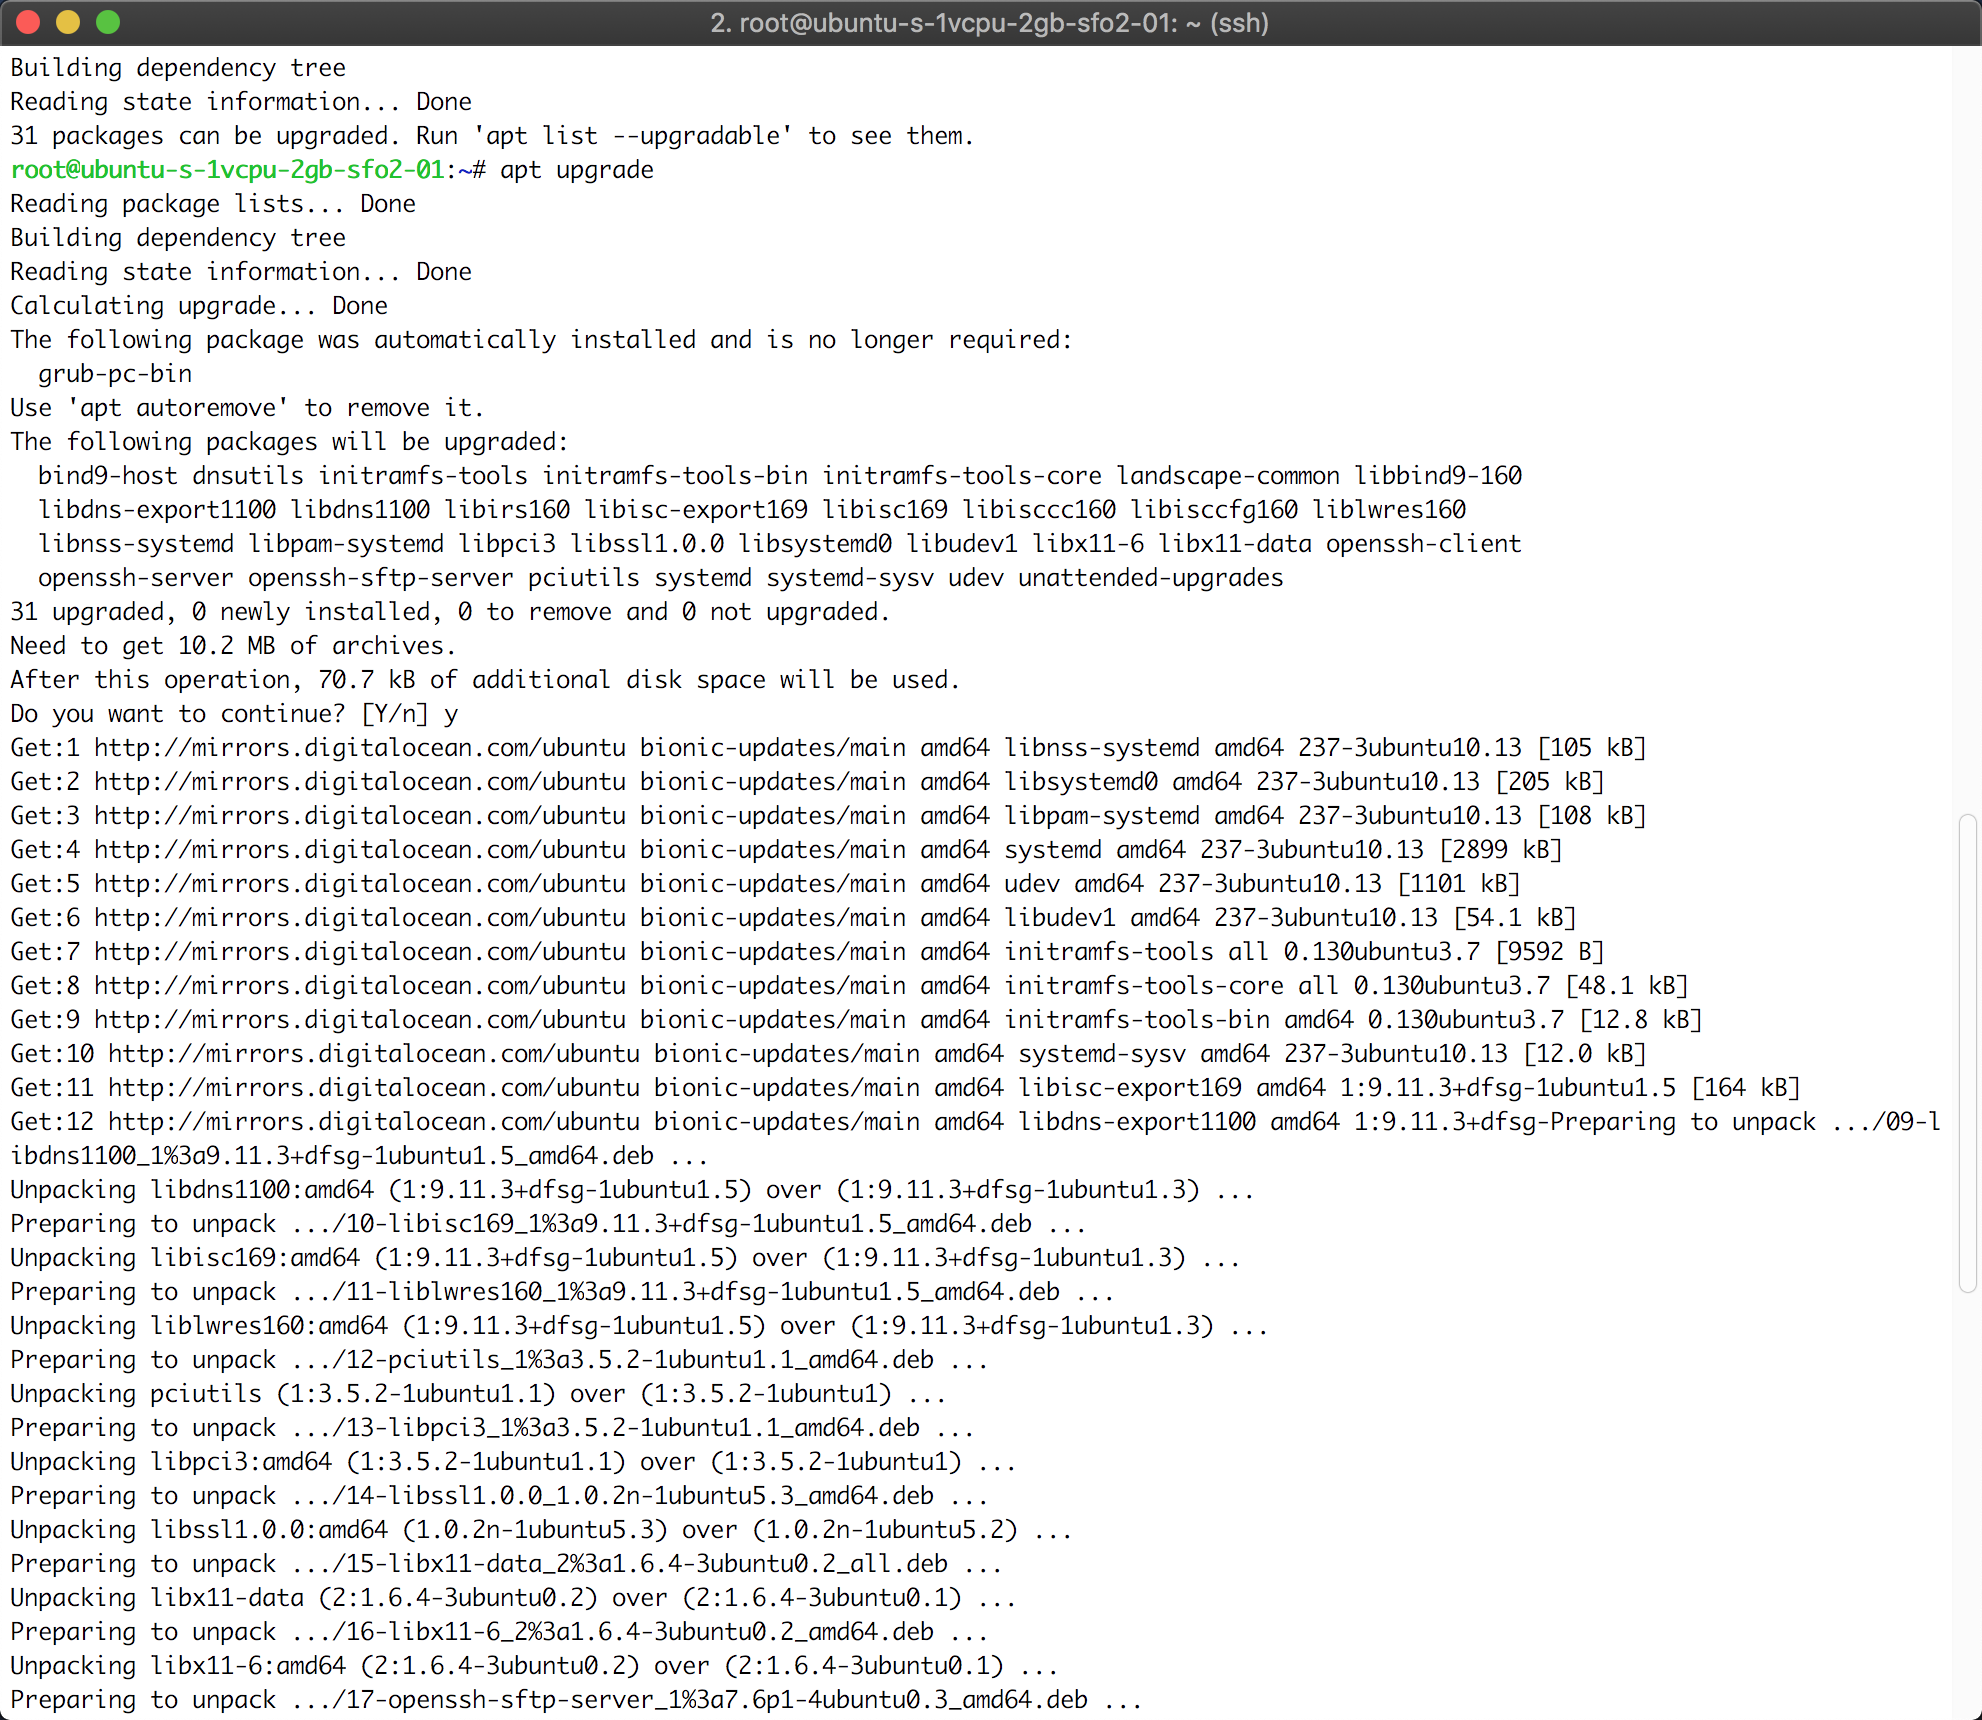 2. root@ubuntu-s-1vcpu-2gb-sfo2-01: ~ (ssh)
Building dependency tree
Reading state information... Done
31 packages can be upgraded. Run 'apt list --upgradable' to see them.
root@ubuntu-s-1vcpu-2gb-sfo2-01:~# apt upgrade
Reading package lists... Done
Building dependency tree
Reading state information... Done
Calculating upgrade... Done
The following package was automatically installed and is no longer required:
  grub-pc-bin
Use 'apt autoremove' to remove it.
The following packages will be upgraded:
  bind9-host dnsutils initramfs-tools initramfs-tools-bin initramfs-tools-core landscape-common libbind9-160
  libdns-export1100 libdns1100 libirs160 libisc-export169 libisc169 libisccc160 libisccfg160 liblwres160
  libnss-systemd libpam-systemd libpci3 libssl1.0.0 libsystemd0 libudev1 libx11-6 libx11-data openssh-client
  openssh-server openssh-sftp-server pciutils systemd systemd-sysv udev unattended-upgrades
31 upgraded, 0 newly installed, 0 to remove and 0 not upgraded.
Need to get 10.2 MB of archives.
After this operation, 70.7 kB of additional disk space will be used.
Do you want to continue? [Y/n] y
Get:1 http://mirrors.digitalocean.com/ubuntu bionic-updates/main amd64 libnss-systemd amd64 237-3ubuntu10.13 [105 kB]
Get:2 http://mirrors.digitalocean.com/ubuntu bionic-updates/main amd64 libsystemd0 amd64 237-3ubuntu10.13 [205 kB]
Get:3 http://mirrors.digitalocean.com/ubuntu bionic-updates/main amd64 libpam-systemd amd64 237-3ubuntu10.13 [108 kB]
Get:4 http://mirrors.digitalocean.com/ubuntu bionic-updates/main amd64 systemd amd64 237-3ubuntu10.13 [2899 kB]
Get:5 http://mirrors.digitalocean.com/ubuntu bionic-updates/main amd64 udev amd64 237-3ubuntu10.13 [1101 kB]
Get:6 http://mirrors.digitalocean.com/ubuntu bionic-updates/main amd64 libudev1 amd64 237-3ubuntu10.13 [54.1 kB]
Get:7 http://mirrors.digitalocean.com/ubuntu bionic-updates/main amd64 initramfs-tools all 0.130ubuntu3.7 [9592 B]
Get:8 http://mirrors.digitalocean.com/ubuntu bionic-updates/main amd64 initramfs-tools-core all 0.130ubuntu3.7 [48.1 kB]
Get:9 http://mirrors.digitalocean.com/ubuntu bionic-updates/main amd64 initramfs-tools-bin amd64 0.130ubuntu3.7 [12.8 kB]
Get:10 http://mirrors.digitalocean.com/ubuntu bionic-updates/main amd64 systemd-sysv amd64 237-3ubuntu10.13 [12.0 kB]
Get:11 http://mirrors.digitalocean.com/ubuntu bionic-updates/main amd64 libisc-export169 amd64 1:9.11.3+dfsg-1ubuntu1.5 [164 kB]
Get:12 http://mirrors.digitalocean.com/ubuntu bionic-updates/main amd64 libdns-export1100 amd64 1:9.11.3+dfsg-Preparing to unpack .../09-l
ibdns1100_1%3a9.11.3+dfsg-1ubuntu1.5_amd64.deb ...
Unpacking libdns1100:amd64 (1:9.11.3+dfsg-1ubuntu1.5) over (1:9.11.3+dfsg-1ubuntu1.3) ...
Preparing to unpack .../10-libisc169_1%3a9.11.3+dfsg-1ubuntu1.5_amd64.deb ...
Unpacking libisc169:amd64 (1:9.11.3+dfsg-1ubuntu1.5) over (1:9.11.3+dfsg-1ubuntu1.3) ...
Preparing to unpack .../11-liblwres160_1%3a9.11.3+dfsg-1ubuntu1.5_amd64.deb ...
Unpacking liblwres160:amd64 (1:9.11.3+dfsg-1ubuntu1.5) over (1:9.11.3+dfsg-1ubuntu1.3) ...
Preparing to unpack .../12-pciutils_1%3a3.5.2-1ubuntu1.1_amd64.deb ...
Unpacking pciutils (1:3.5.2-1ubuntu1.1) over (1:3.5.2-1ubuntu1) ...
Preparing to unpack .../13-libpci3_1%3a3.5.2-1ubuntu1.1_amd64.deb ...
Unpacking libpci3:amd64 (1:3.5.2-1ubuntu1.1) over (1:3.5.2-1ubuntu1) ...
Preparing to unpack .../14-libssl1.0.0_1.0.2n-1ubuntu5.3_amd64.deb ...
Unpacking libssl1.0.0:amd64 (1.0.2n-1ubuntu5.3) over (1.0.2n-1ubuntu5.2) ...
Preparing to unpack .../15-libx11-data_2%3a1.6.4-3ubuntu0.2_all.deb ...
Unpacking libx11-data (2:1.6.4-3ubuntu0.2) over (2:1.6.4-3ubuntu0.1) ...
Preparing to unpack .../16-libx11-6_2%3a1.6.4-3ubuntu0.2_amd64.deb ...
Unpacking libx11-6:amd64 (2:1.6.4-3ubuntu0.2) over (2:1.6.4-3ubuntu0.1) ...
Preparing to unpack .../17-openssh-sftp-server_1%3a7.6p1-4ubuntu0.3_amd64.deb ...